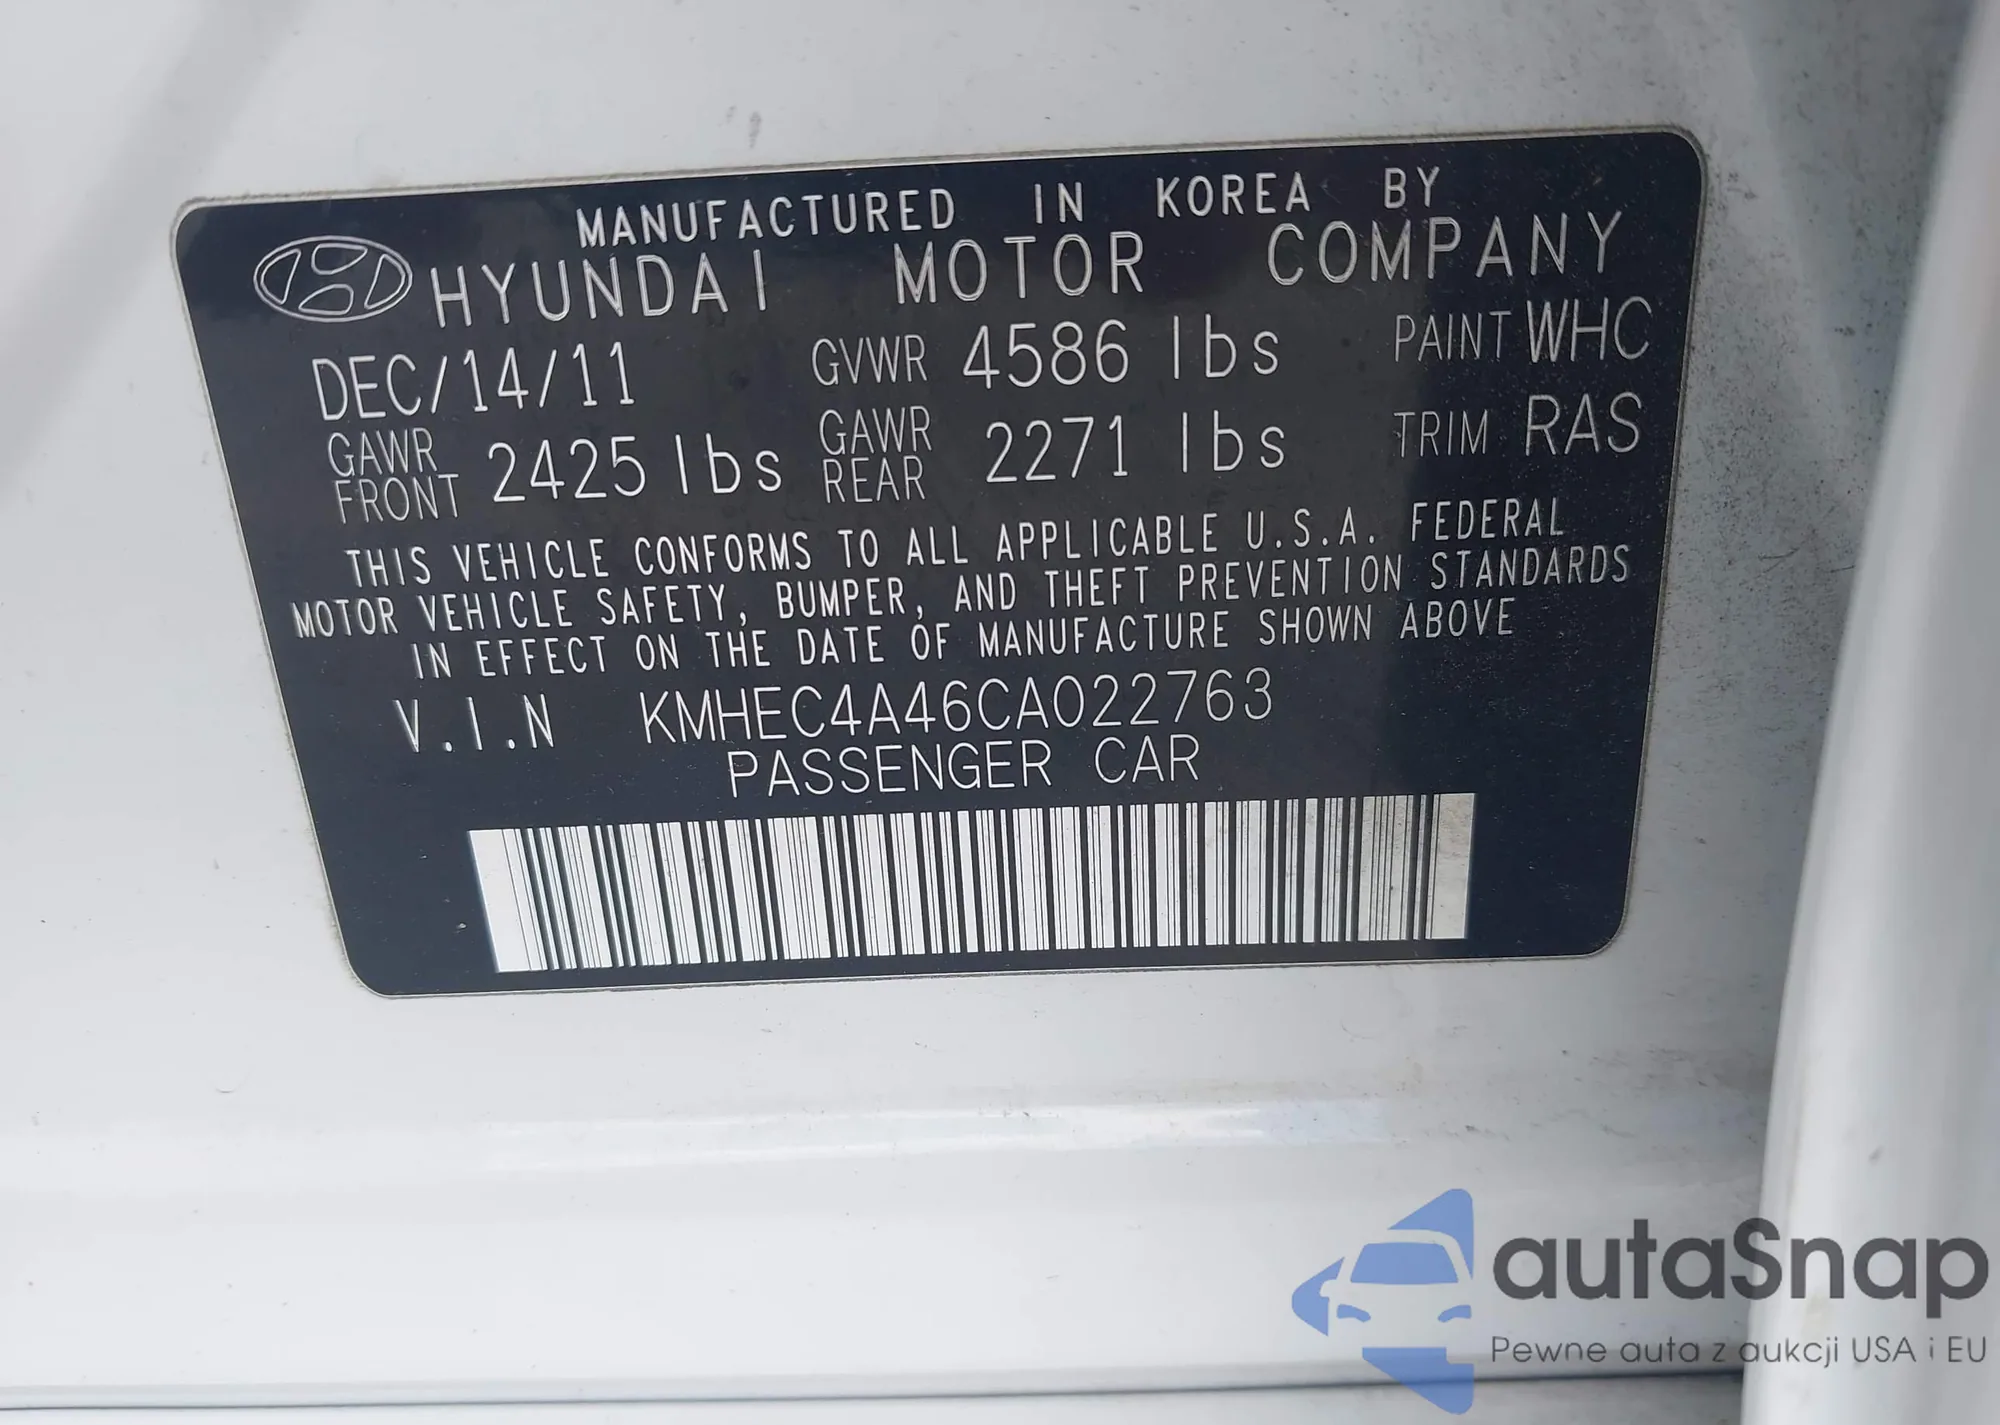 MANUFACTURED IN KOREA BY
HYUNDAI MOTOR COMPANY
DEC/14/11 GVWR 4586 lbs PAINT WHC
GAWR FRONT 2425 lbs GAWR REAR 2271 lbs TRIM RAS
THIS VEHICLE CONFORMS TO ALL APPLICABLE U.S.A. FEDERAL
MOTOR VEHICLE SAFETY, BUMPER, AND THEFT PREVENTION STANDARDS
IN EFFECT ON THE DATE OF MANUFACTURE SHOWN ABOVE
V.I.N KMHEC4A46CA022763
PASSENGER CAR
autaSnap
Pewne auta z aukcji USA i EU